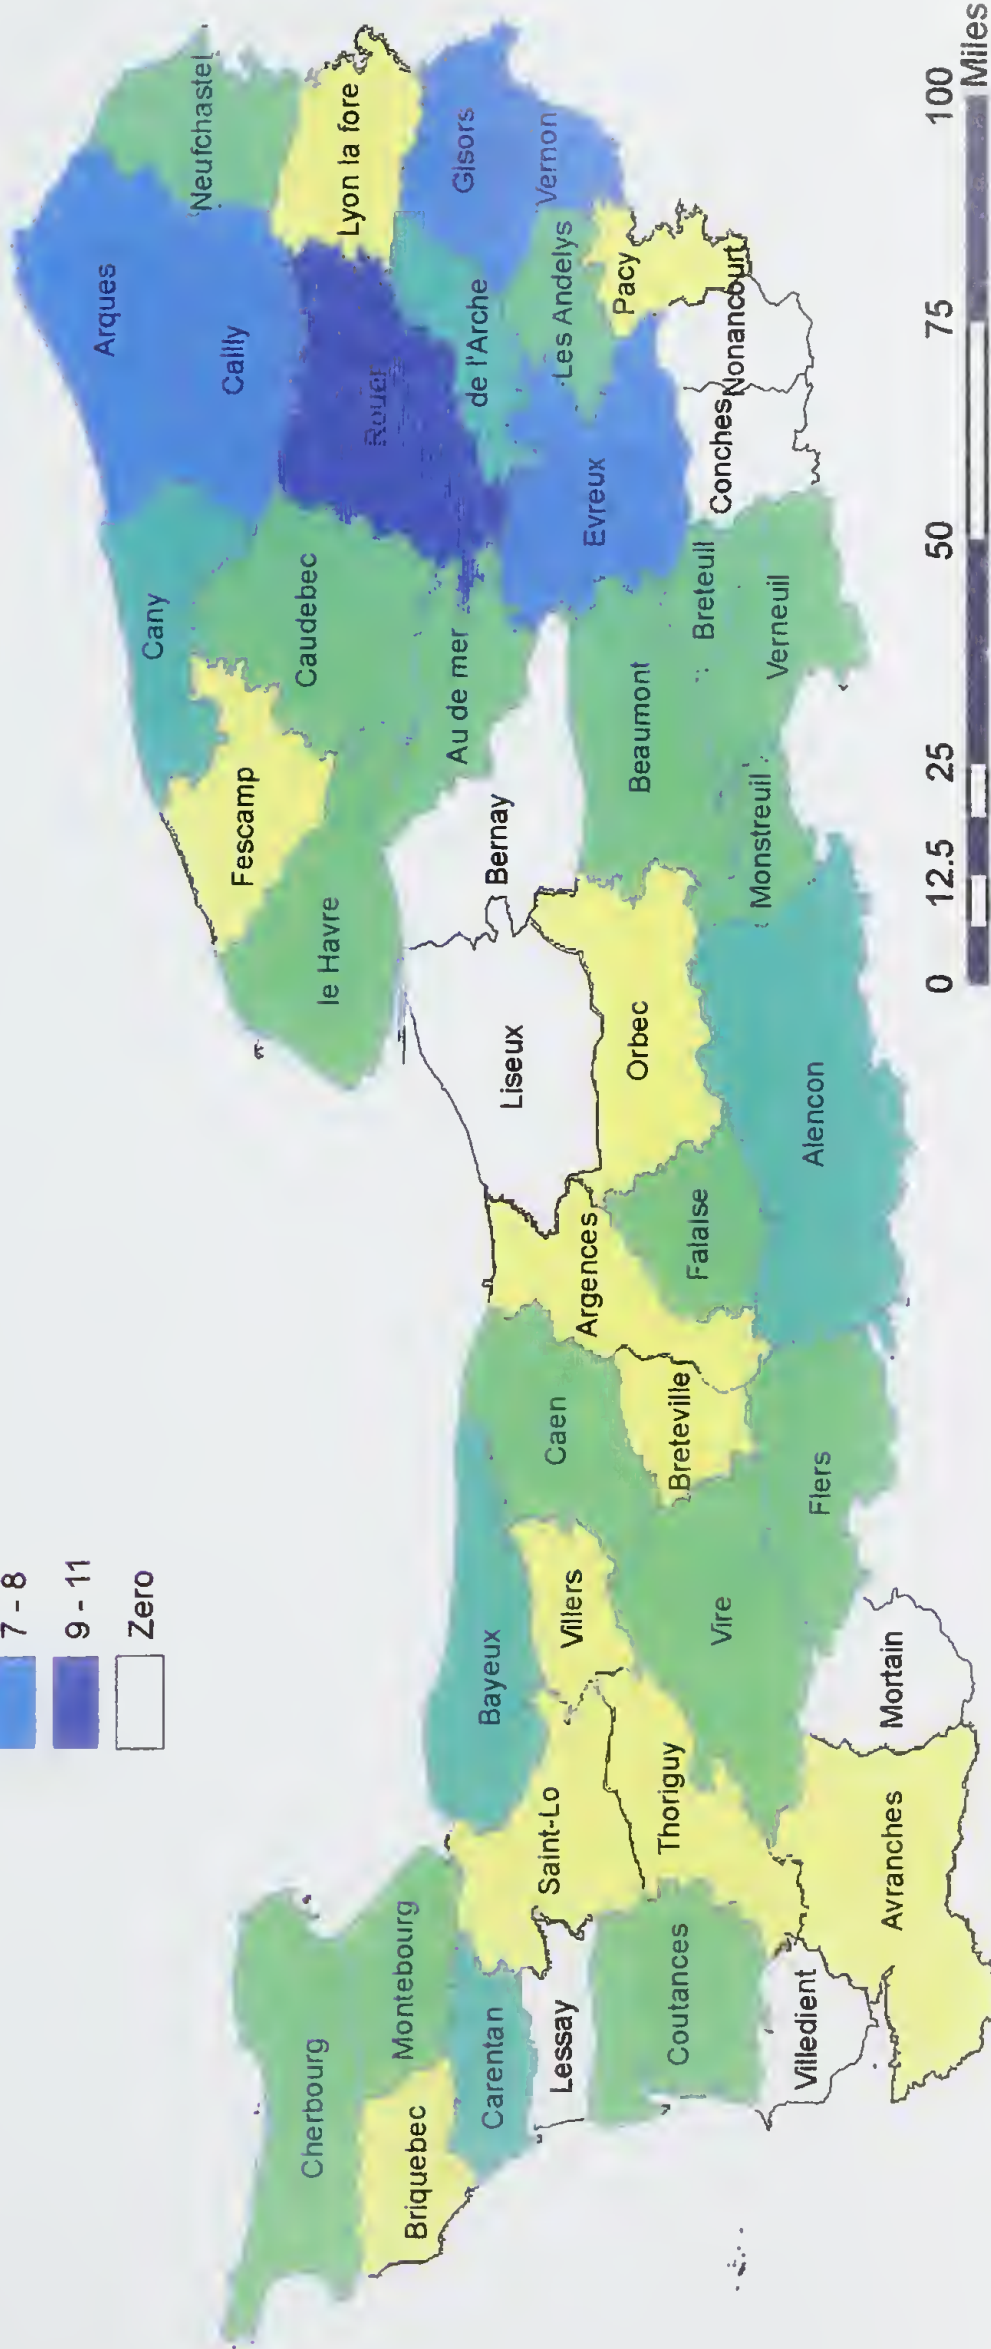 7 - 8
9 - 11
Zero
Neufchastel
Arques
Lyon la fore
Cailly
Gisors
Rouen
Vernon
de l'Arche
Les Andelys
Cany
Pacy
Caudebec
Evreux
Nonancourt
Conches
Fescamp
Au de mer
Breteuil
Verneuil
Beaumont
le Havre
Bernay
Monstreuil
Liseux
Orbec
Alencon
Argences
Falaise
Caen
Breteville
Flers
Bayeux
Villers
Vire
Mortain
Saint-Lo
Thoriguy
Avranches
Cherbourg
Montebourg
Briquebec
Carentan
Lessay
Coutances
Villedient
0 12.5 25 50 75 100
Miles